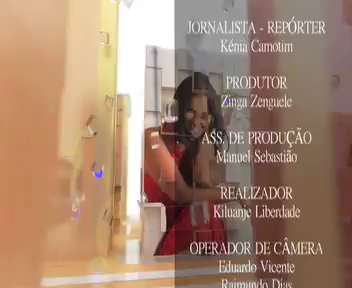 JORNALISTA - REPÓRTER
Kénia Camotim
PRODUTOR
Zinga Zenguele
ASS. DE PRODUÇÃO
Manuel Sebastião
REALIZADOR
Kiluanje Liberdade
OPERADOR DE CÂMERA
Eduardo Vicente
Raimundo Dias